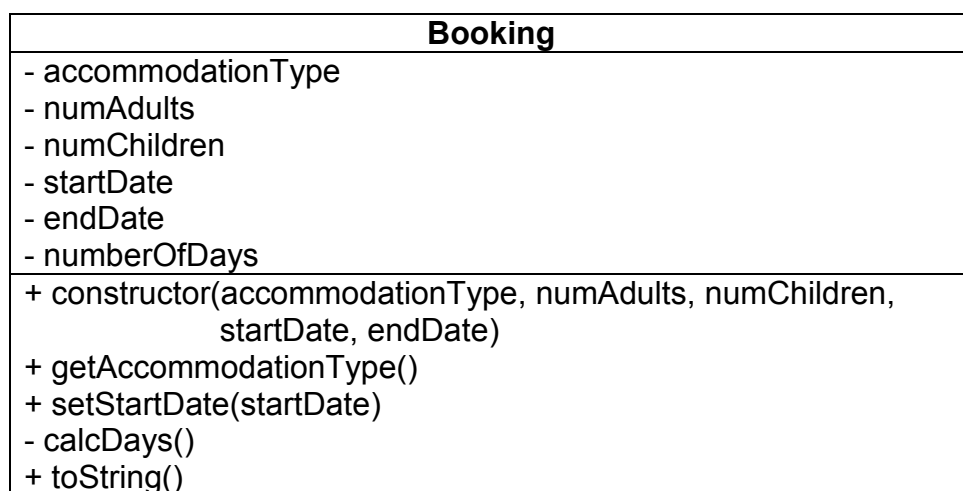 Booking
- accommodationType
- numAdults
- numChildren
- startDate
- endDate
- numberOfDays
+ constructor(accommodationType, numAdults, numChildren,
startDate, endDate)
+ getAccommodationType()
+ setStartDate(startDate)
- calcDays()
+ toString()